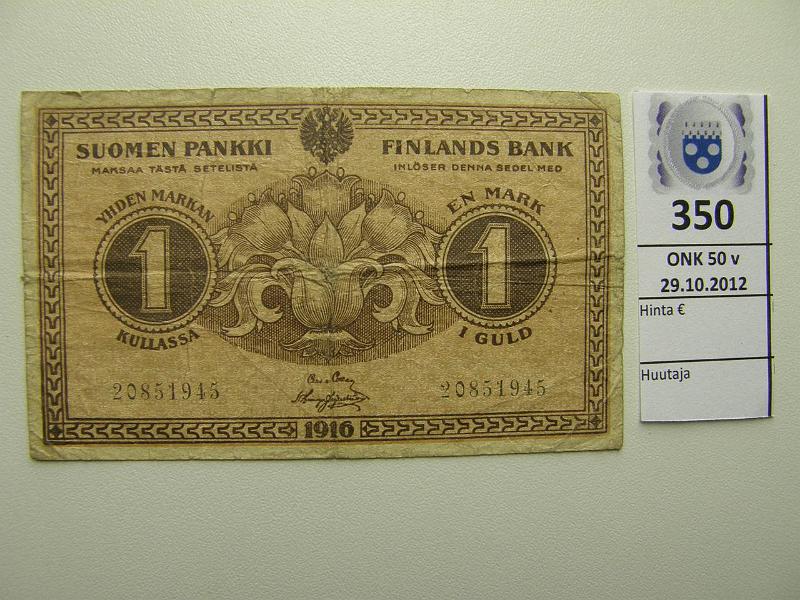 SUOMEN PANKKI
MAKSAA TÄSTÄ SETELISTÄ
FINLANDS BANK
INLÖSER DENNA SEDEL MED
YHDEN MARKAN
1
KULLASSA
EN MARK
1
I GULD
20851945
20851945
1916
350
ONK 50 v
29.10.2012
Hinta €
Huutaja